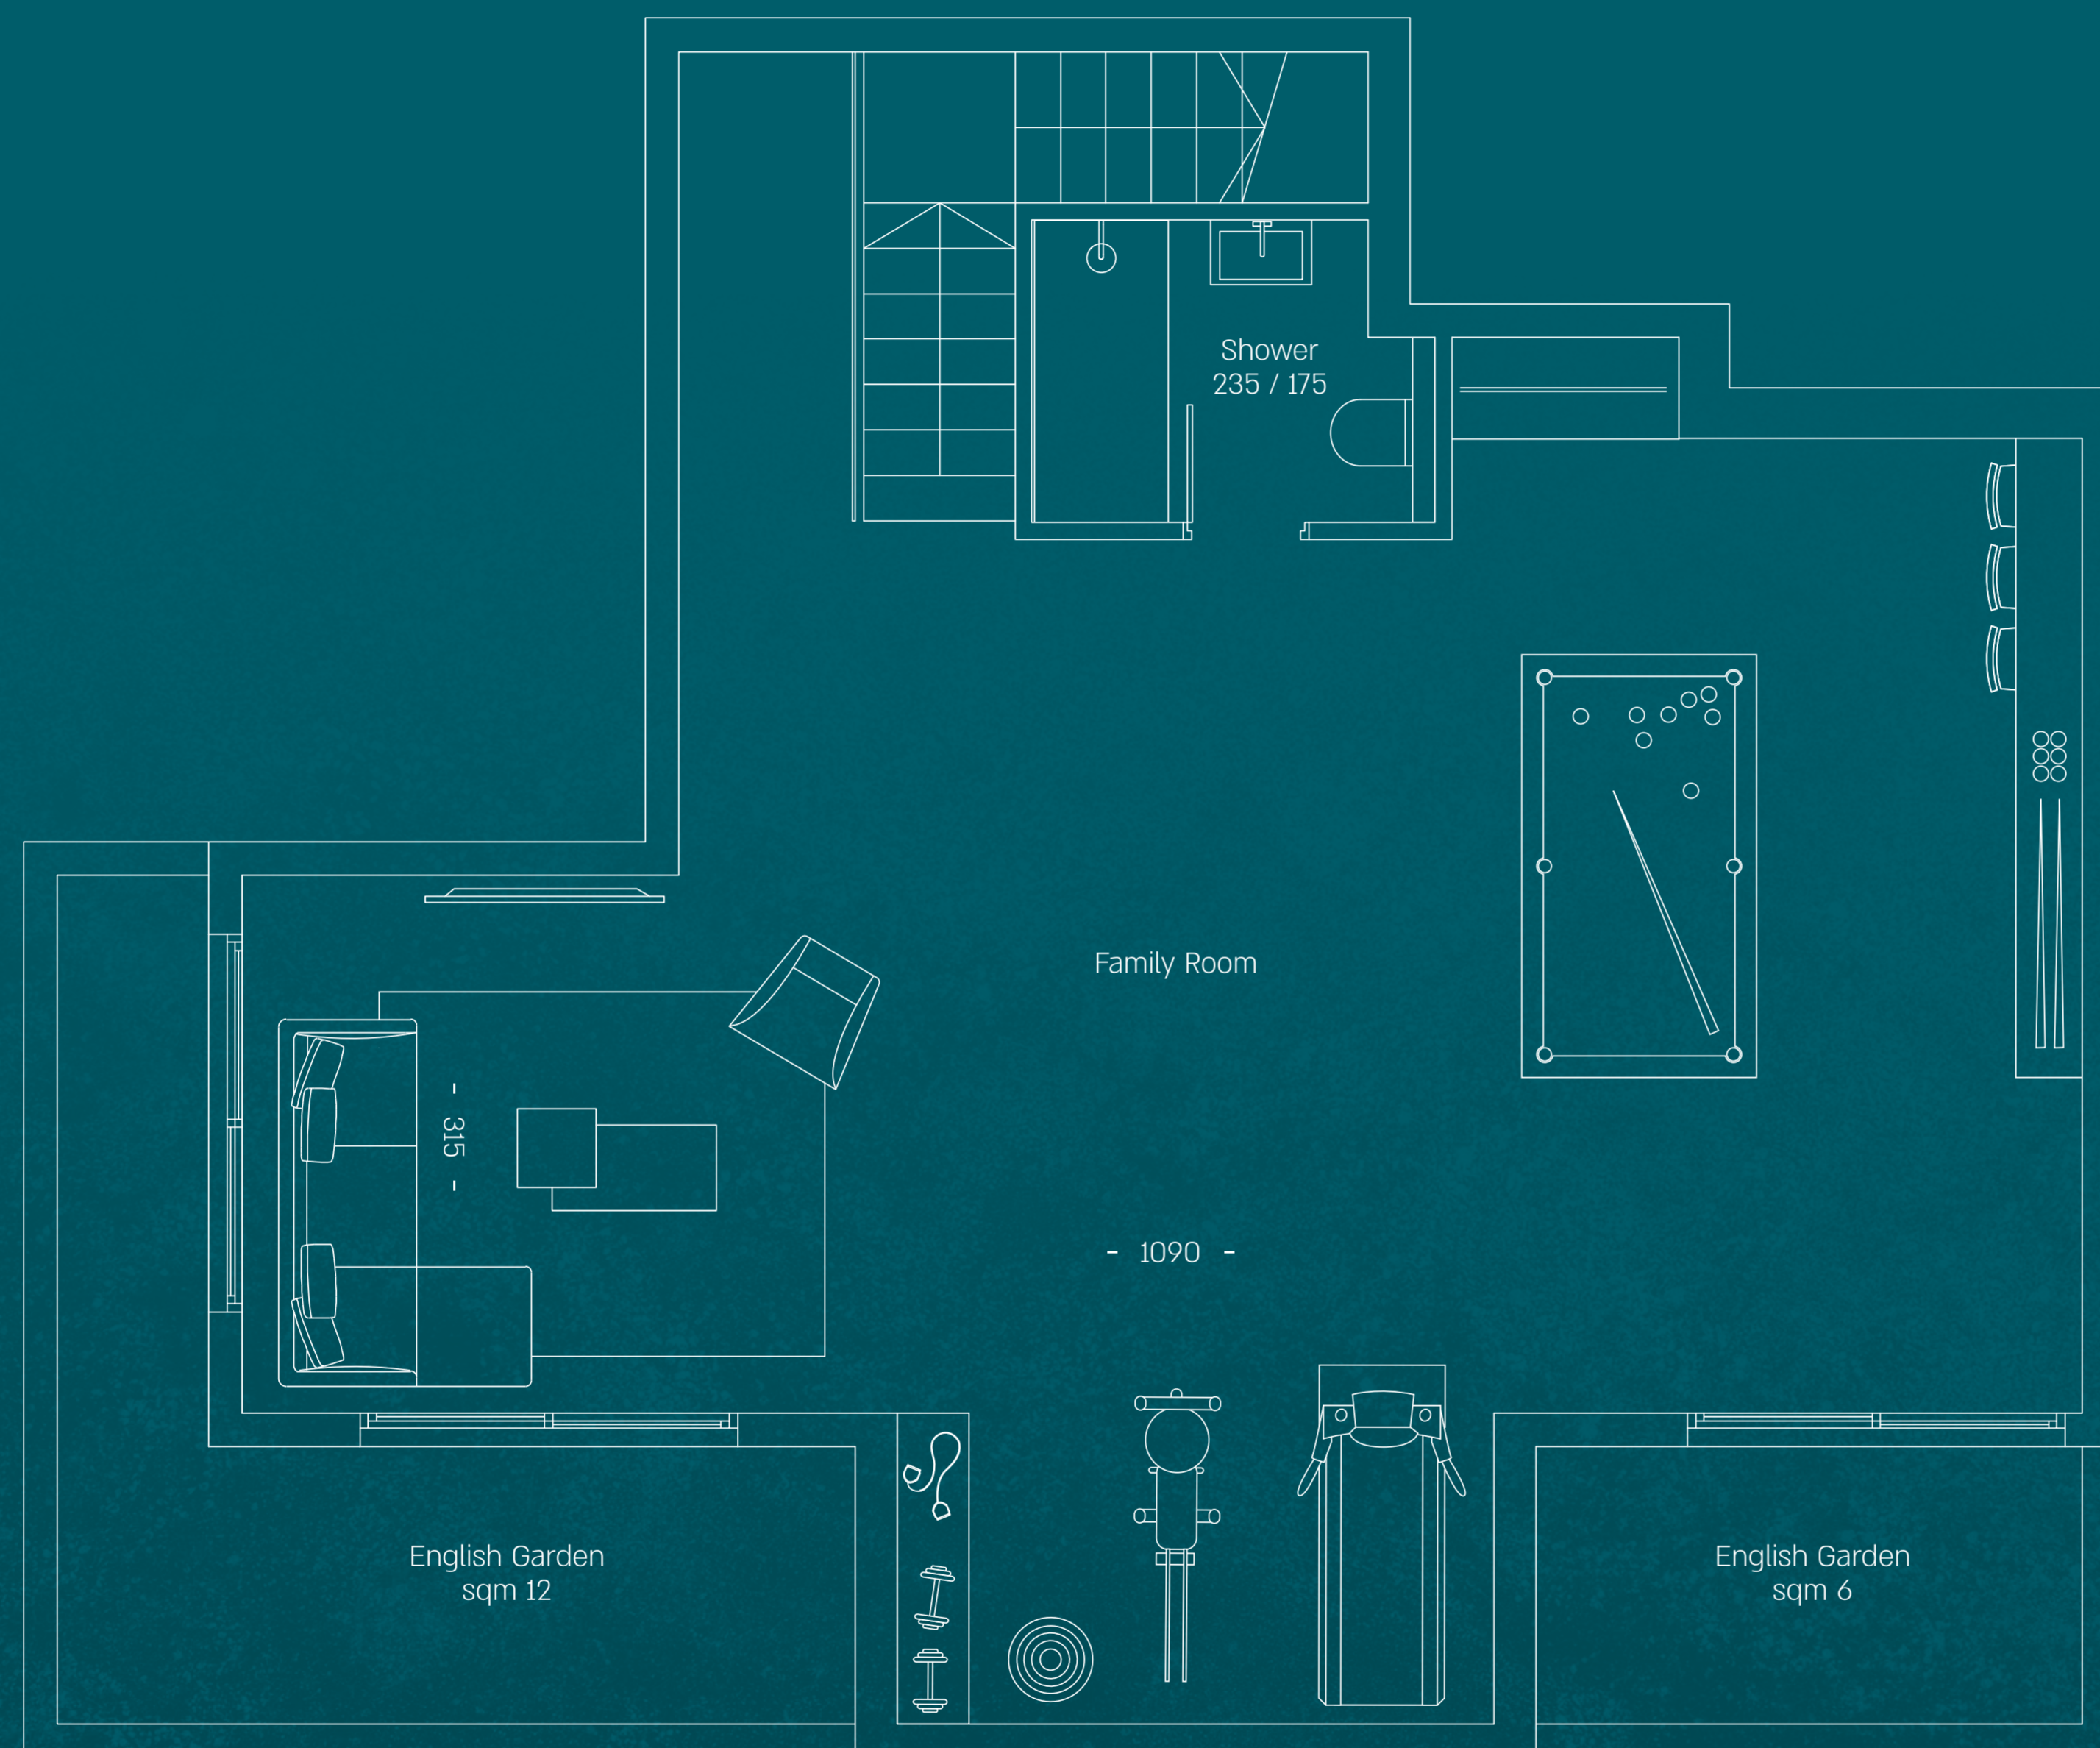 Shower
235 / 175
Family Room
- 315 -
- 1090 -
English Garden
sqm 12
English Garden
sqm 6